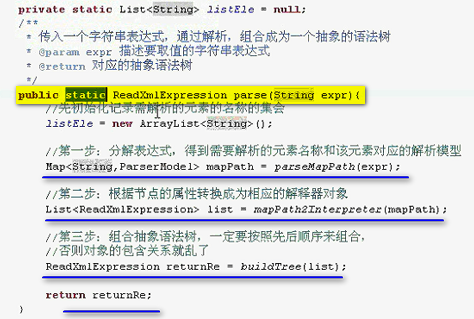 private static List<String> listEle = null;
/**
* 传入一个字符串表达式，通过解析，组合成为一个抽象的语法树
* @param expr 描述要取值的字符串表达式
* @return 对应的抽象语法树
*/
public static ReadXmlExpression parse(String expr){
//先初始化记录需解析的元素的名称的集会
listEle = new ArrayList<String>();
//第一步：分解表达式，得到需要解析的元素名称和该元素对应的解析模型
Map<String,ParserModel> mapPath = parseMapPath(expr);
//第二步：根据节点的属性转换成为相应的解释器对象
List<ReadXmlExpression> list = mapPath2Interpreter(mapPath);
//第三步：组合抽象语法树，一定要按照先后顺序来组合，
//否则对象的包含关系就乱了
ReadXmlExpression returnRe = buildTree(list);
return returnRe;
}